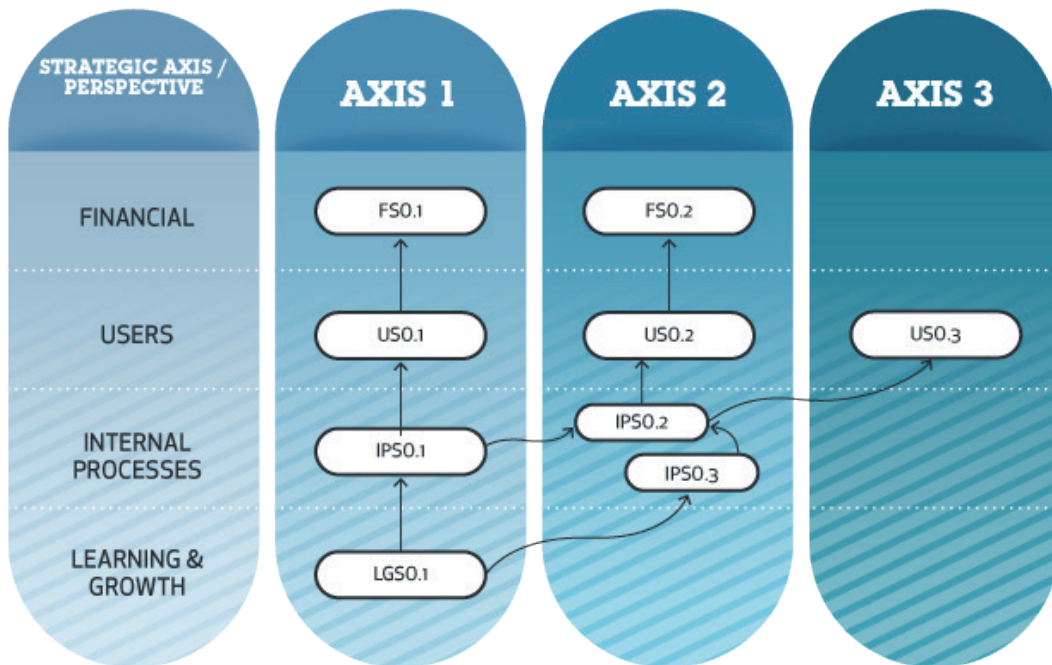 STRATEGIC AXIS /
PERSPECTIVE
AXIS 1
AXIS 2
AXIS 3
FINANCIAL
FSO.1
FSO.2
USERS
USO.1
USO.2
USO.3
INTERNAL
PROCESSES
IPSO.1
IPSO.2
IPSO.3
LEARNING &
GROWTH
LGSO.1